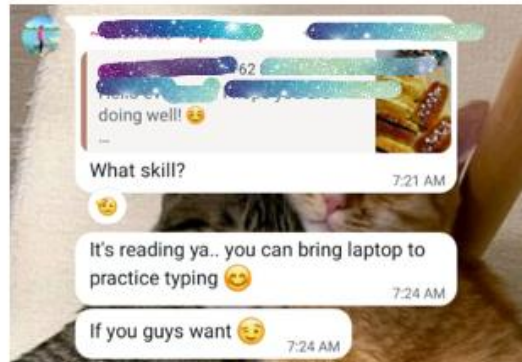 62
doing well! ☺️
...
What skill?
7:21 AM
It's reading ya.. you can bring laptop to
practice typing 😊
7:24 AM
If you guys want 😉
7:24 AM